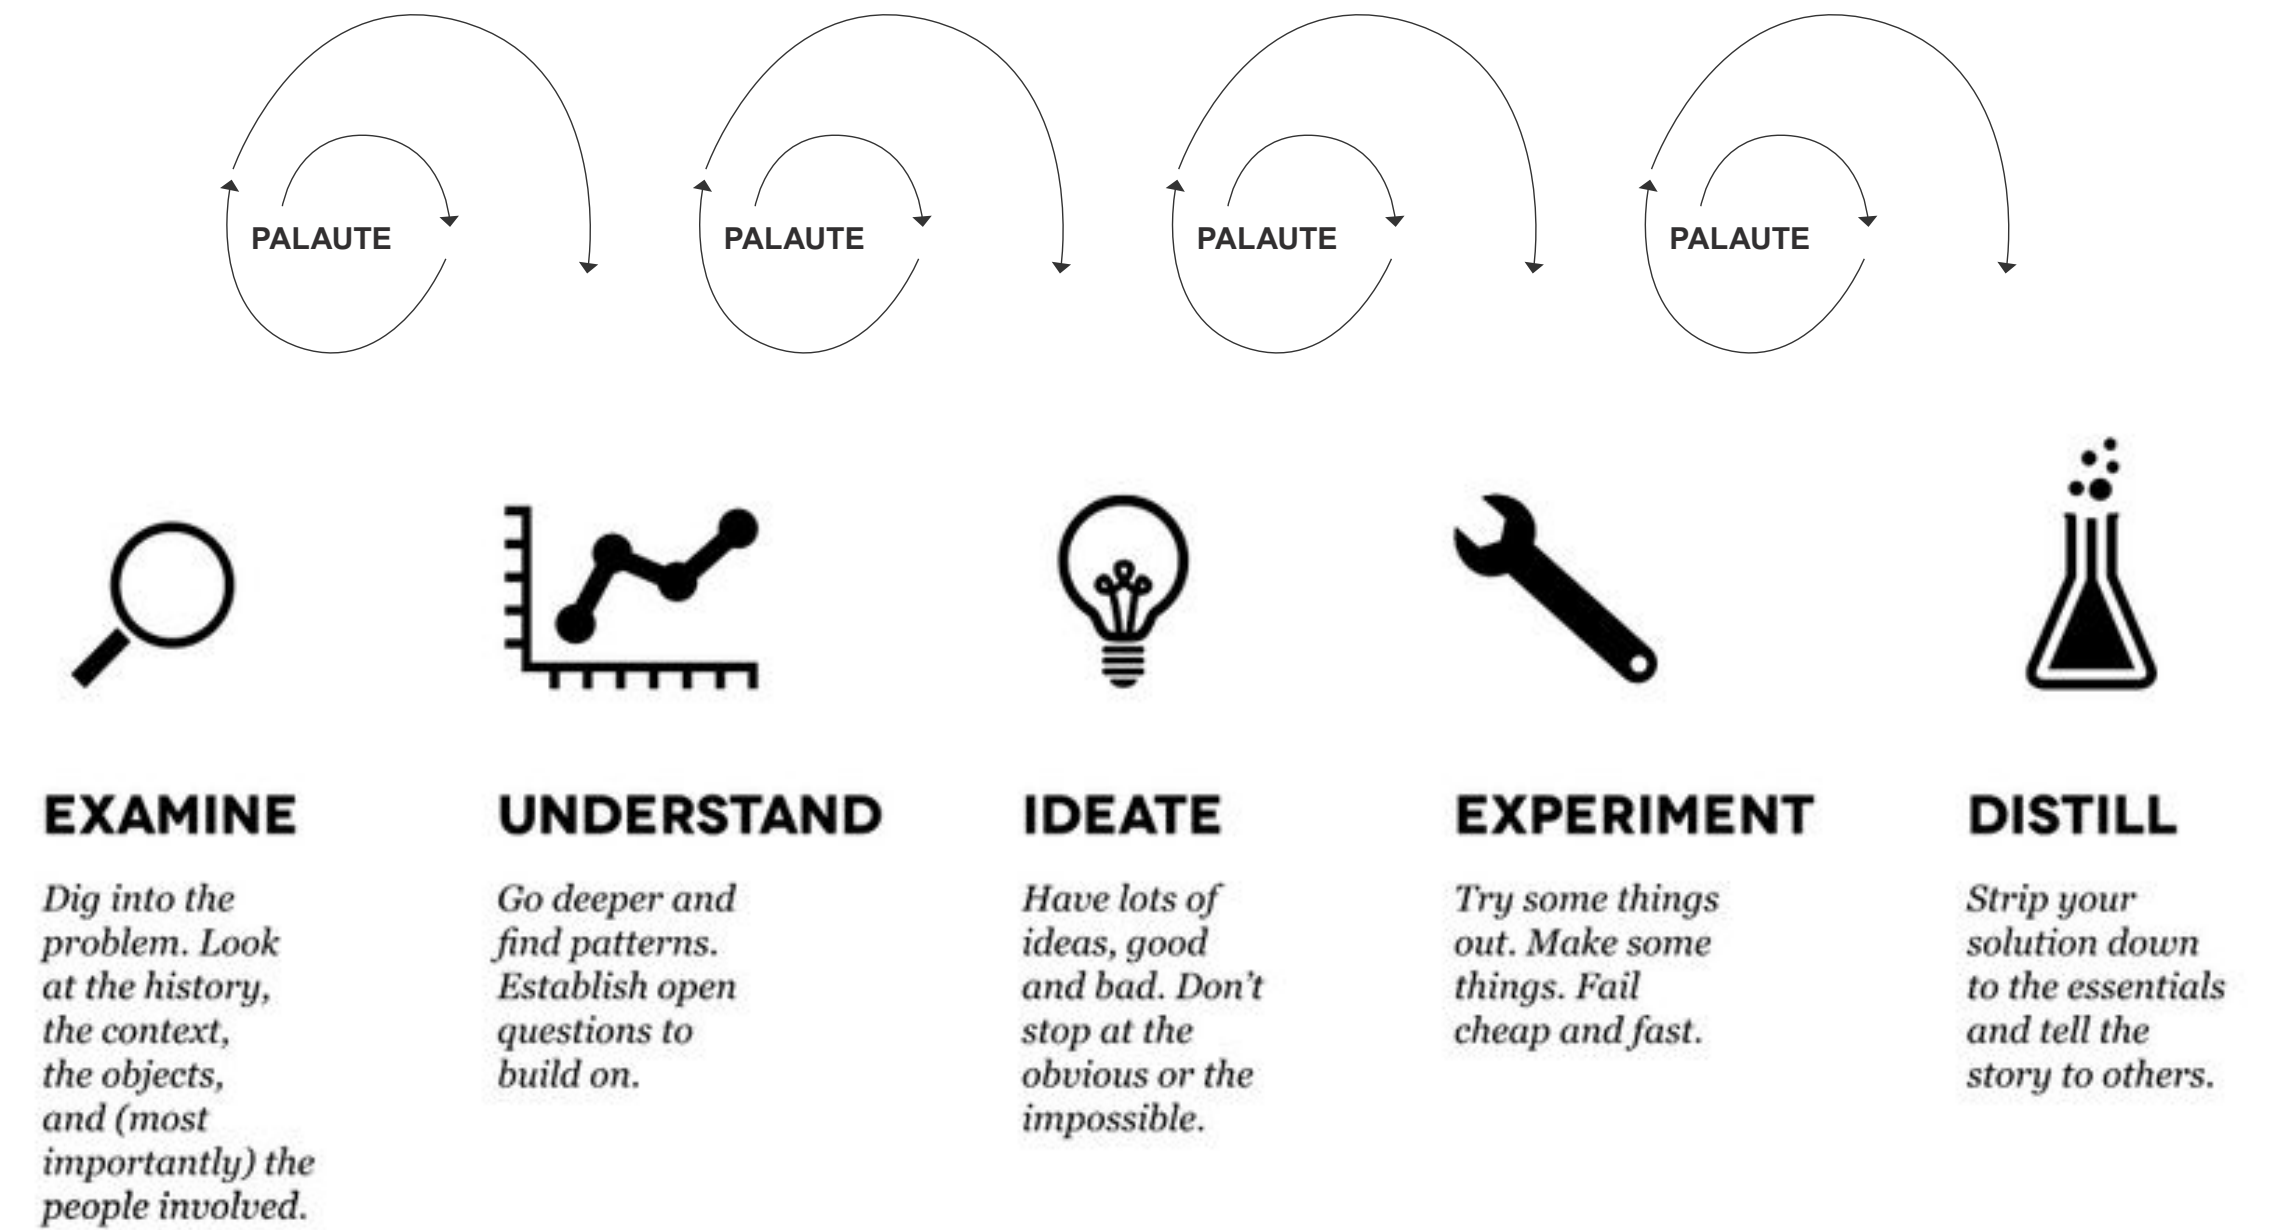 PALAUTE
PALAUTE
PALAUTE
PALAUTE
EXAMINE
Dig into the
problem. Look
at the history,
the context,
the objects,
and (most
importantly) the
people involved.
UNDERSTAND
Go deeper and
find patterns.
Establish open
questions to
build on.
IDEATE
Have lots of
ideas, good
and bad. Don't
stop at the
obvious or the
impossible.
EXPERIMENT
Try some things
out. Make some
things. Fail
cheap and fast.
DISTILL
Strip your
solution down
to the essentials
and tell the
story to others.